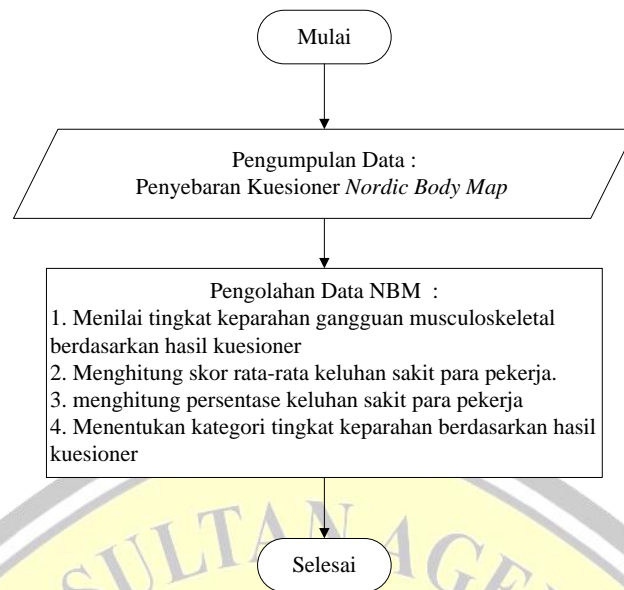 Mulai
Pengumpulan Data :
Penyebaran Kuesioner Nordic Body Map
Pengolahan Data NBM :
1. Menilai tingkat keparahan gangguan musculoskeletal
berdasarkan hasil kuesioner
2. Menghitung skor rata-rata keluhan sakit para pekerja.
3. menghitung persentase keluhan sakit para pekerja
4. Menentukan kategori tingkat keparahan berdasarkan hasil
kuesioner
SULTAN AGE
Selesai